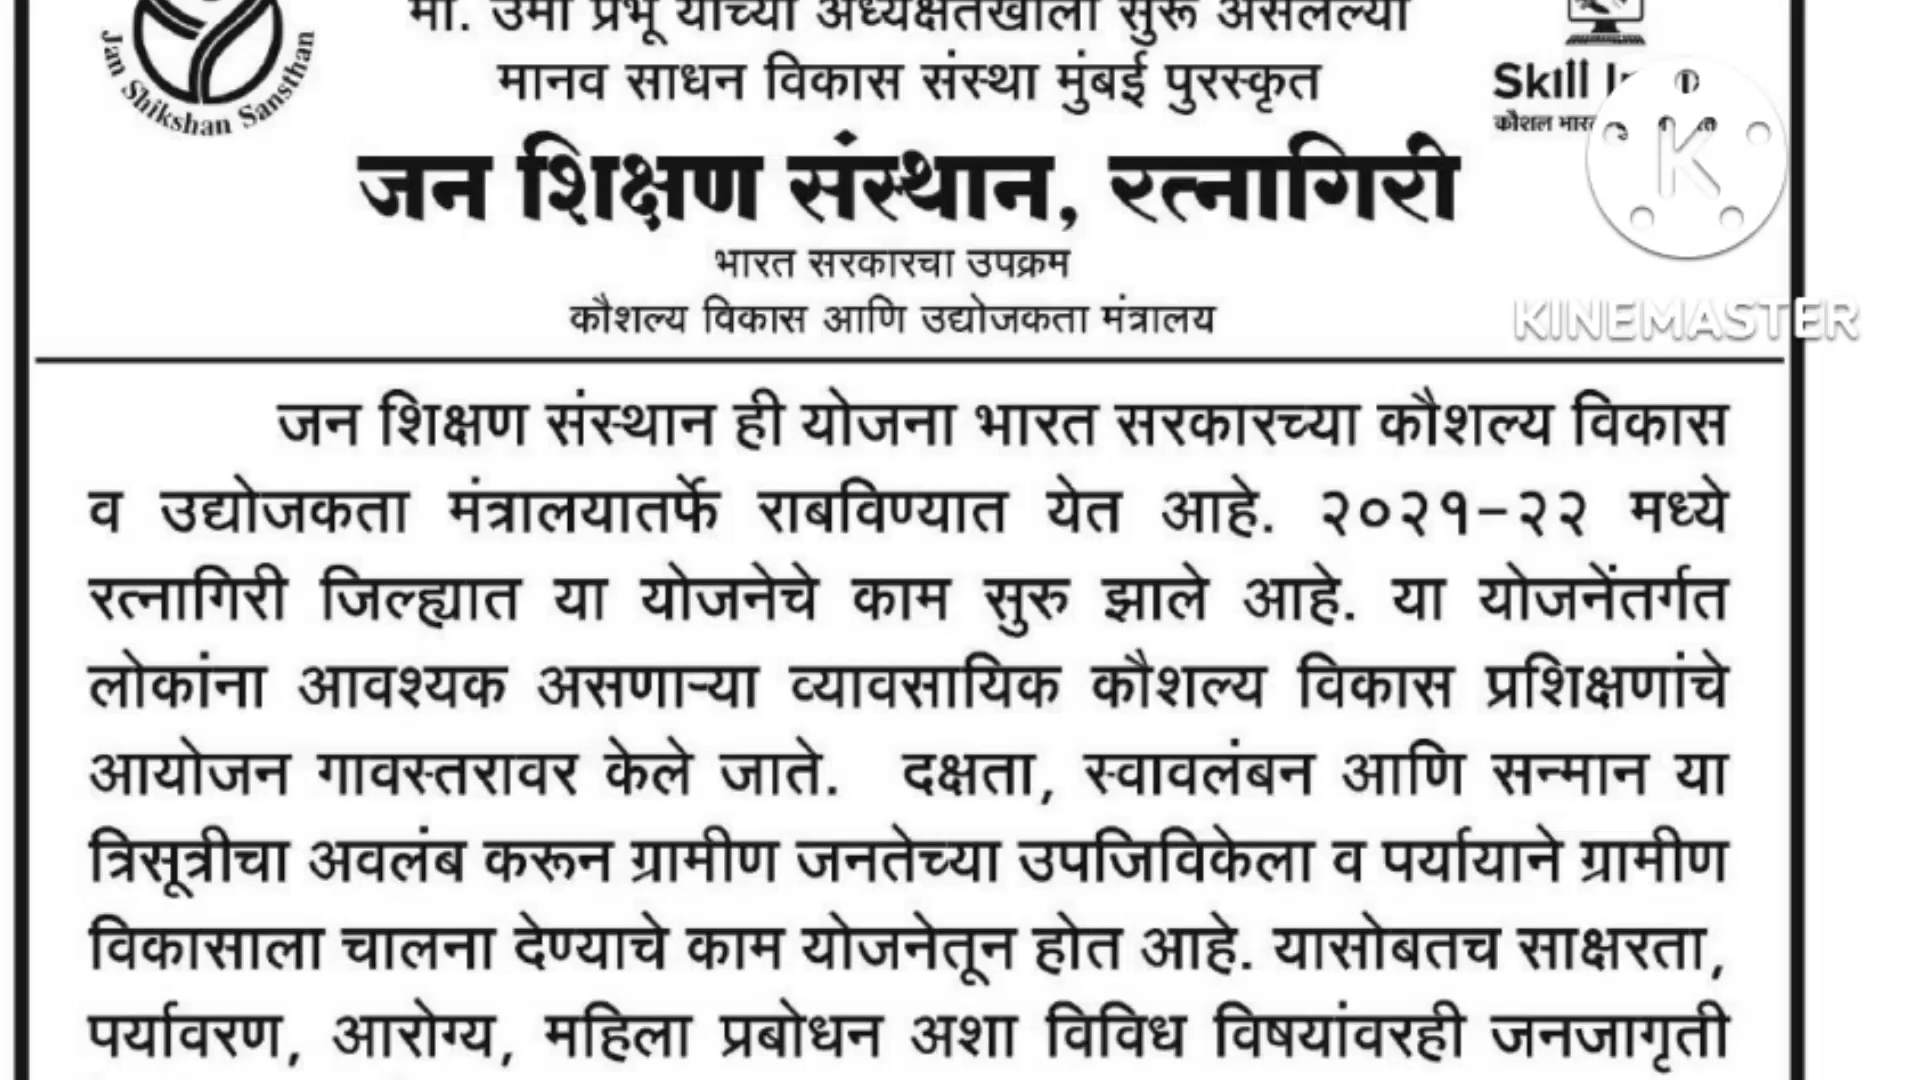 मा. उमा प्रभू यांच्या अध्यक्षतेखाली सुरू असलेल्या
Jan Shikshan Sansthan
मानव साधन विकास संस्था मुंबई पुरस्कृत
Skill
कौशल
जन शिक्षण संस्थान, रत्नागिरी
भारत सरकारचा उपक्रम
कौशल्य विकास आणि उद्योजकता मंत्रालय
K
KINEMASTER
जन शिक्षण संस्थान ही योजना भारत सरकारच्या कौशल्य विकास
व उद्योजकता मंत्रालयातर्फे राबविण्यात येत आहे. २०२१-२२ मध्ये
रत्नागिरी जिल्ह्यात या योजनेचे काम सुरु झाले आहे. या योजनेंतर्गत
लोकांना आवश्यक असणाऱ्या व्यावसायिक कौशल्य विकास प्रशिक्षणांचे
आयोजन गावस्तरावर केले जाते. दक्षता, स्वावलंबन आणि सन्मान या
त्रिसूत्रीचा अवलंब करून ग्रामीण जनतेच्या उपजिविकेला व पर्यायाने ग्रामीण
विकासाला चालना देण्याचे काम योजनेतून होत आहे. यासोबतच साक्षरता,
पर्यावरण, आरोग्य, महिला प्रबोधन अशा विविध विषयांवरही जनजागृती